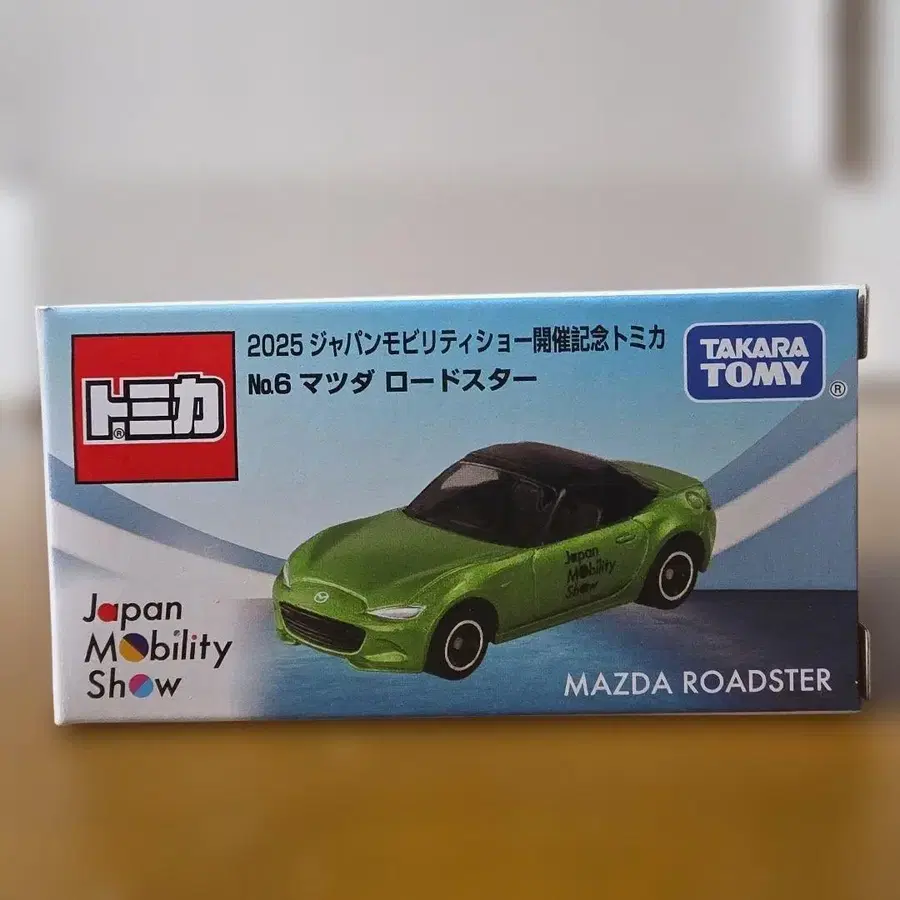 トミカ®
2025 ジャパンモビリティショー開催記念トミカ
No.6 マツダ ロードスター
TAKARA
TOMY®
Japan
Mobility
Show
Japan
Mobility
Show
MAZDA ROADSTER